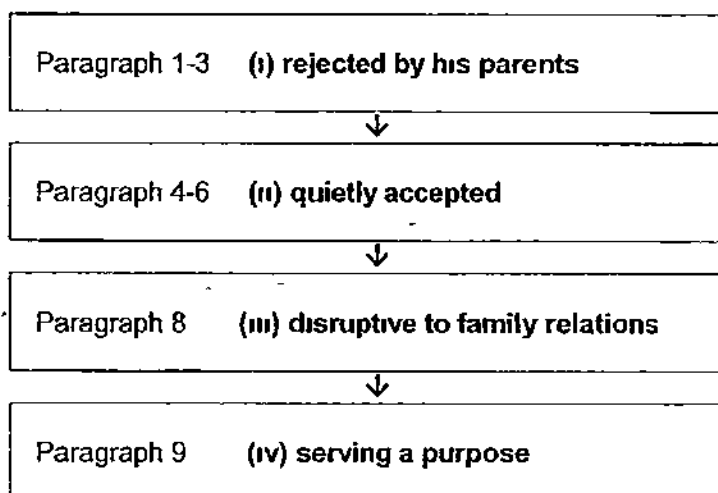 Paragraph 1-3 (i) rejected by his parents
Paragraph 4-6 (ii) quietly accepted
Paragraph 8 (iii) disruptive to family relations
Paragraph 9 (iv) serving a purpose